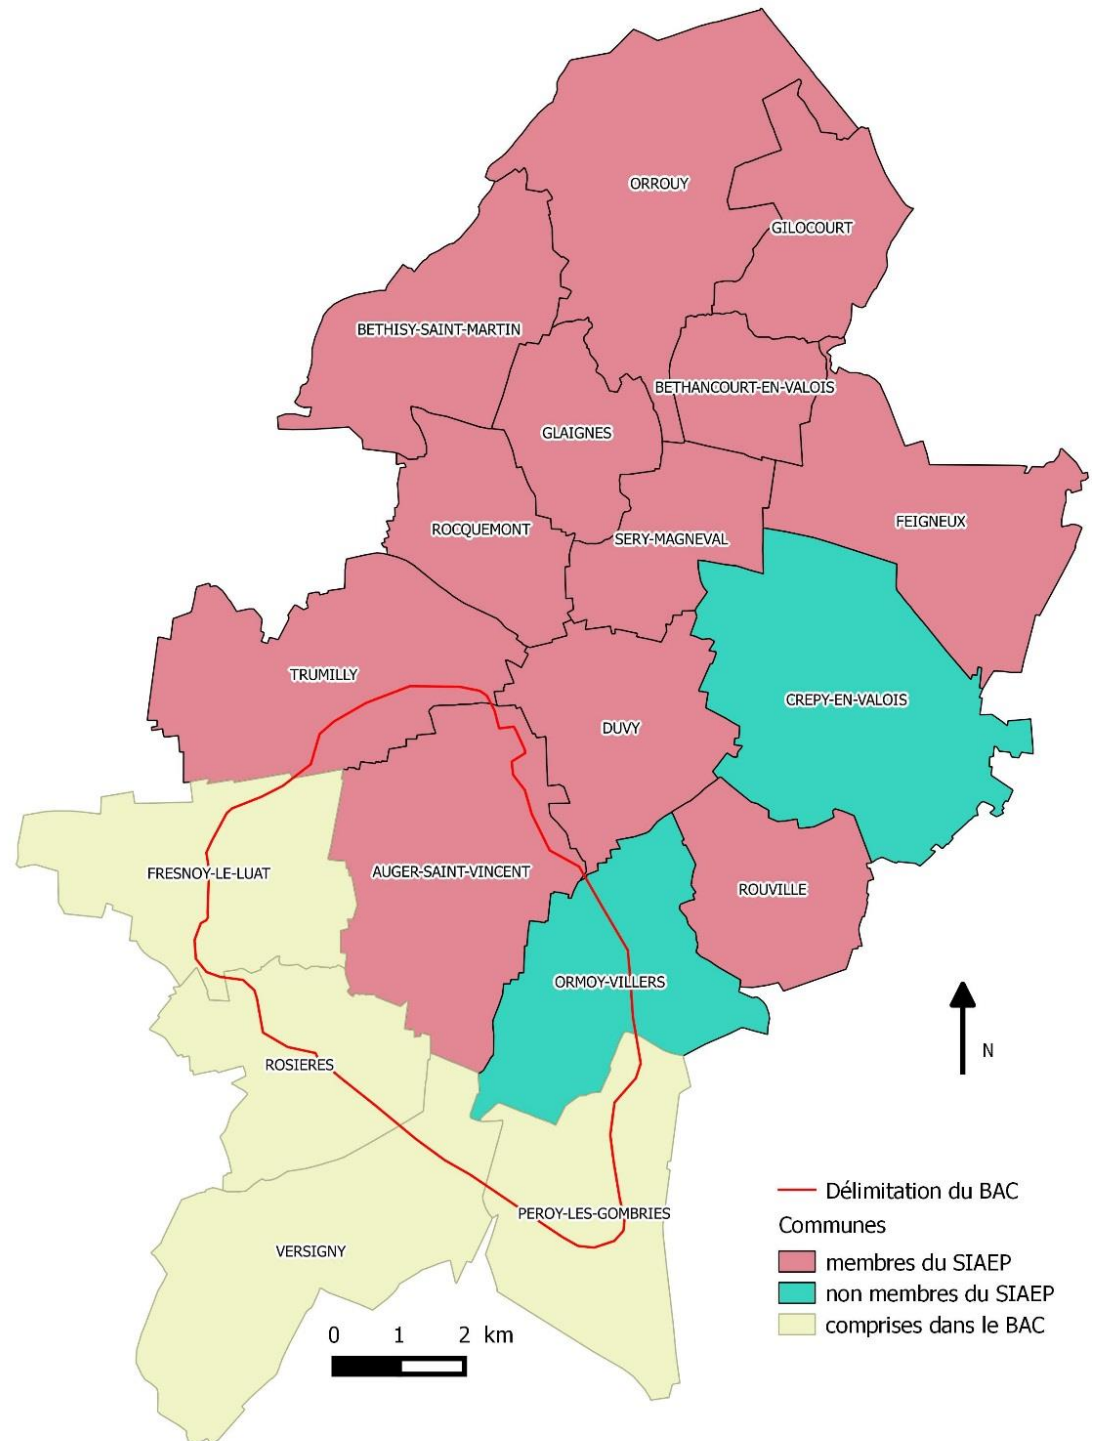 ORROUY
GILOCOURT
BETHISY-SAINT-MARTIN
BETHANCOURT-EN-VALOIS
GLAIGNES
FEIGNEUX
ROCQUEMONT
SERY-MAGNEVAL
TRUMILLY
CREPY-EN-VALOIS
DUVY
FRESNOY-LE-LUAT
AUGER-SAINT-VINCENT
ROUVILLE
ORMOY-VILLERS
N
ROSIERES
PEROY-LES-GOMBRIES
VERSIGNY
Délimitation du BAC
Communes
membres du SIAEP
non membres du SIAEP
comprises dans le BAC
0 1 2 km